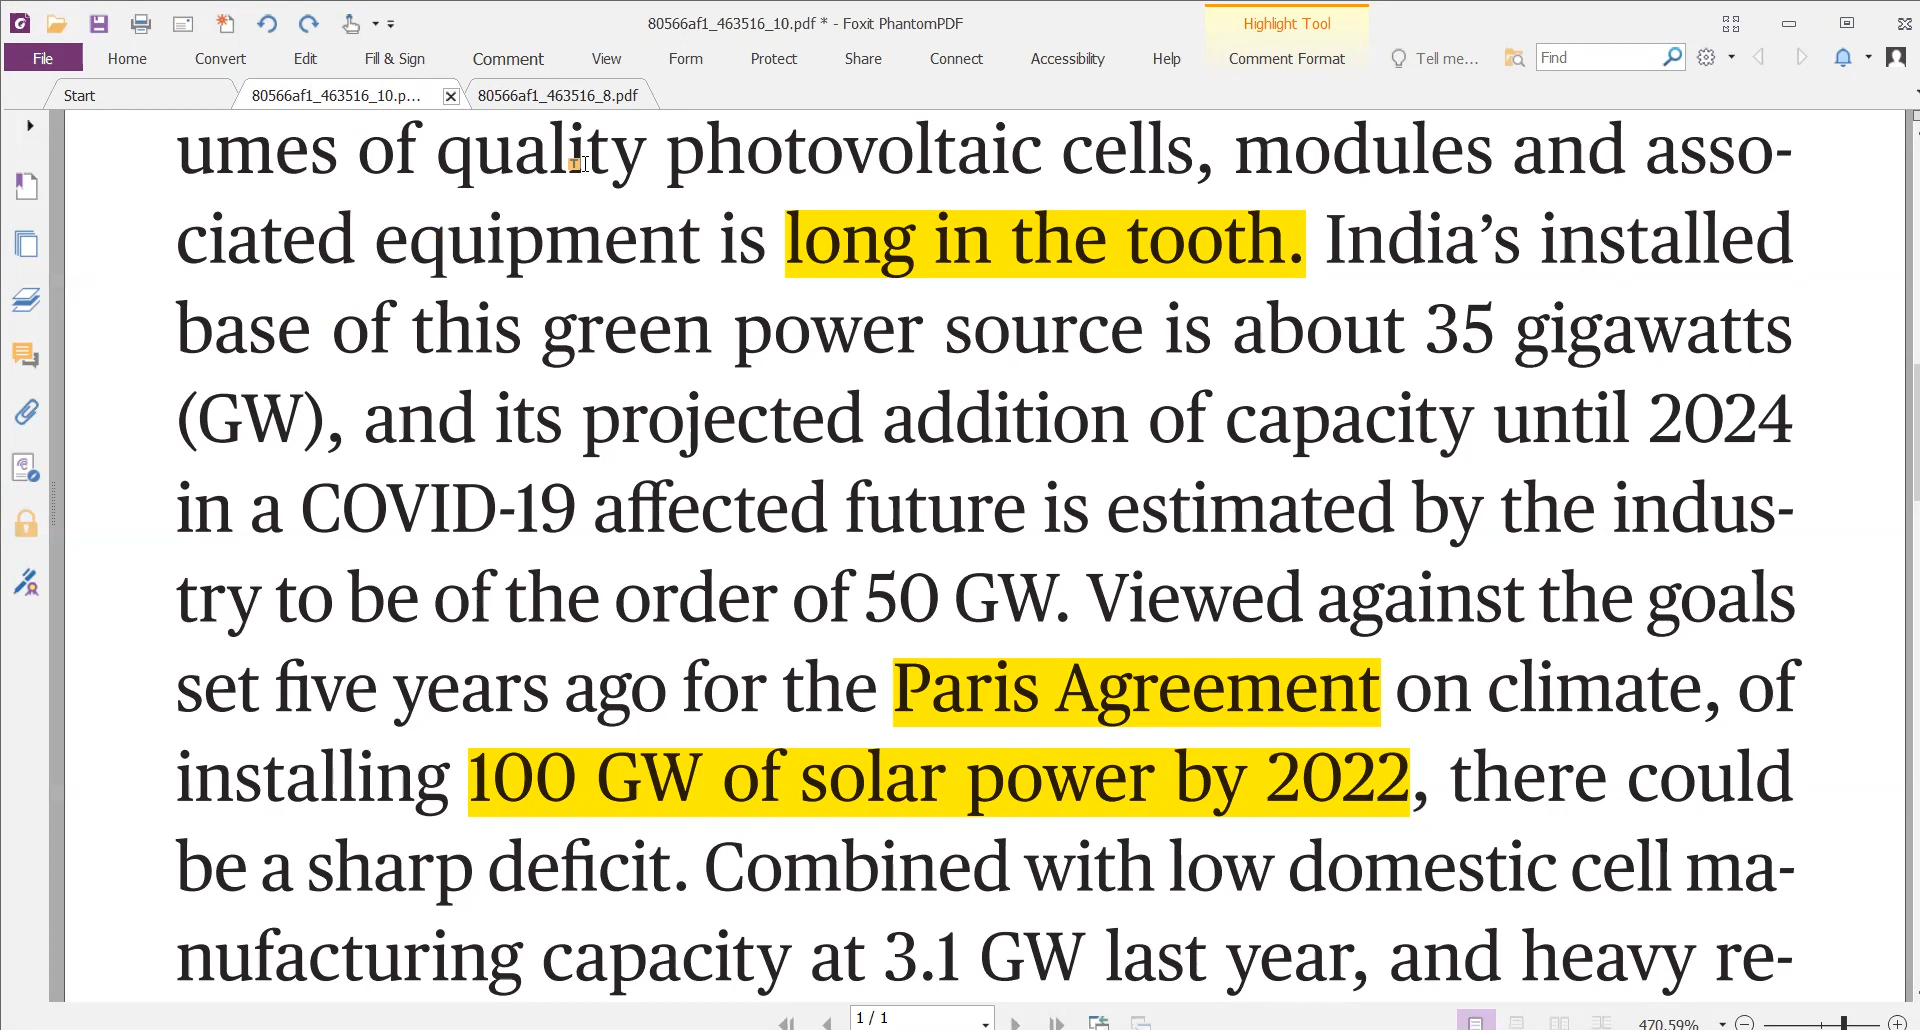 80566af1_463516_10.pdf * - Foxit PhantomPDF
Highlight Tool
File Home Convert Edit Fill & Sign Comment View Form Protect Share Connect Accessibility Help Comment Format Tell me... Find
Start 80566af1_463516_10.p... 80566af1_463516_8.pdf
umes of quality photovoltaic cells, modules and asso-
ciated equipment is long in the tooth. India’s installed
base of this green power source is about 35 gigawatts
(GW), and its projected addition of capacity until 2024
in a COVID-19 affected future is estimated by the indus-
try to be of the order of 50 GW. Viewed against the goals
set five years ago for the Paris Agreement on climate, of
installing 100 GW of solar power by 2022, there could
be a sharp deficit. Combined with low domestic cell ma-
nufacturing capacity at 3.1 GW last year, and heavy re-
1 / 1 470.59%